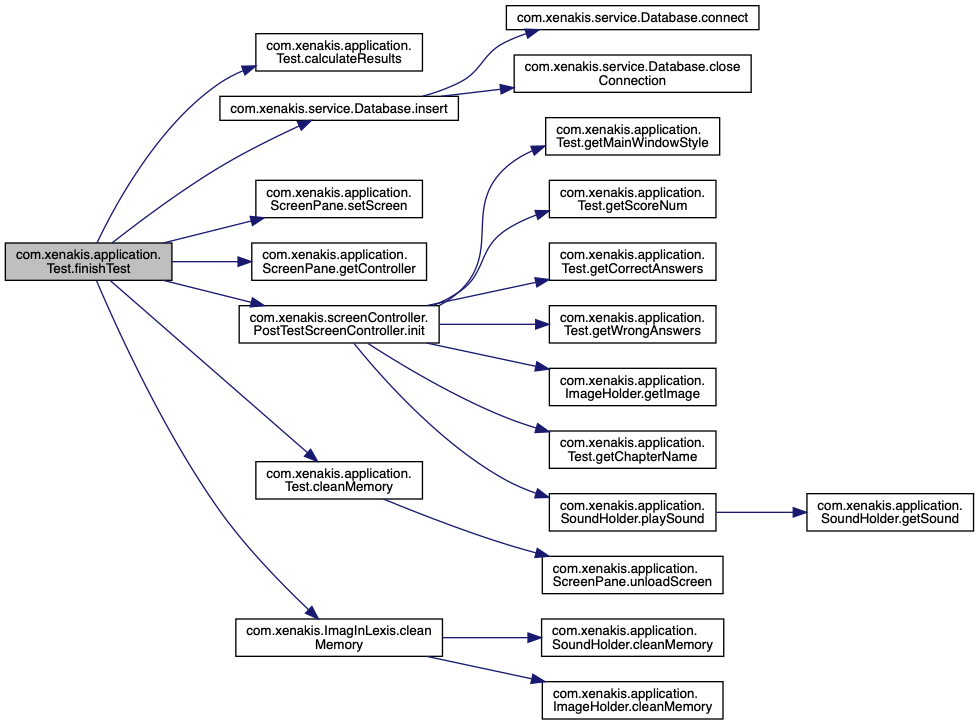 com.xenakis.service.Database.connect
com.xenakis.application.
Test.calculateResults
com.xenakis.service.Database.close
Connection
com.xenakis.service.Database.insert
com.xenakis.application.
Test.getMainWindowStyle
com.xenakis.application.
ScreenPane.setScreen
com.xenakis.application.
Test.getScoreNum
com.xenakis.application.
Test.finishTest
com.xenakis.application.
ScreenPane.getController
com.xenakis.application.
Test.getCorrectAnswers
com.xenakis.screenController.
PostTestScreenController.init
com.xenakis.application.
Test.getWrongAnswers
com.xenakis.application.
ImageHolder.getImage
com.xenakis.application.
Test.getChapterName
com.xenakis.application.
Test.cleanMemory
com.xenakis.application.
SoundHolder.playSound
com.xenakis.application.
SoundHolder.getSound
com.xenakis.application.
ScreenPane.unloadScreen
com.xenakis.ImagInLexis.clean
Memory
com.xenakis.application.
SoundHolder.cleanMemory
com.xenakis.application.
ImageHolder.cleanMemory